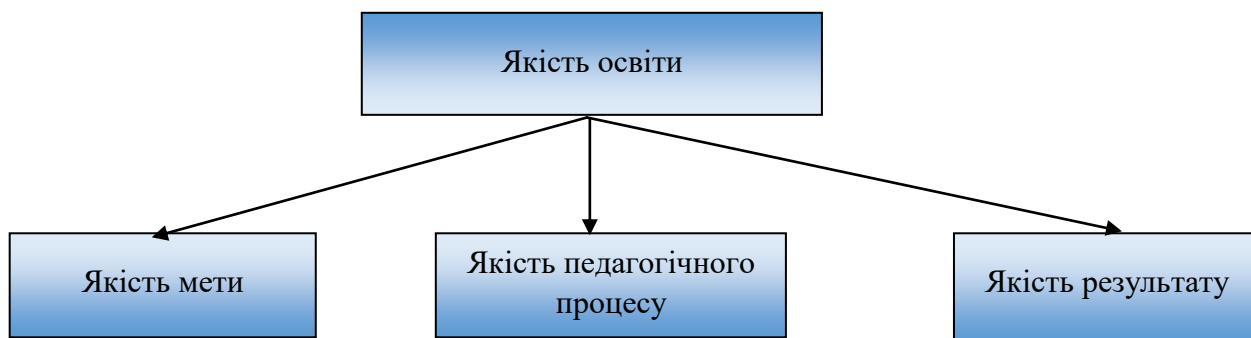 Якість освіти
Якість мети
Якість педагогічного
процесу
Якість результату